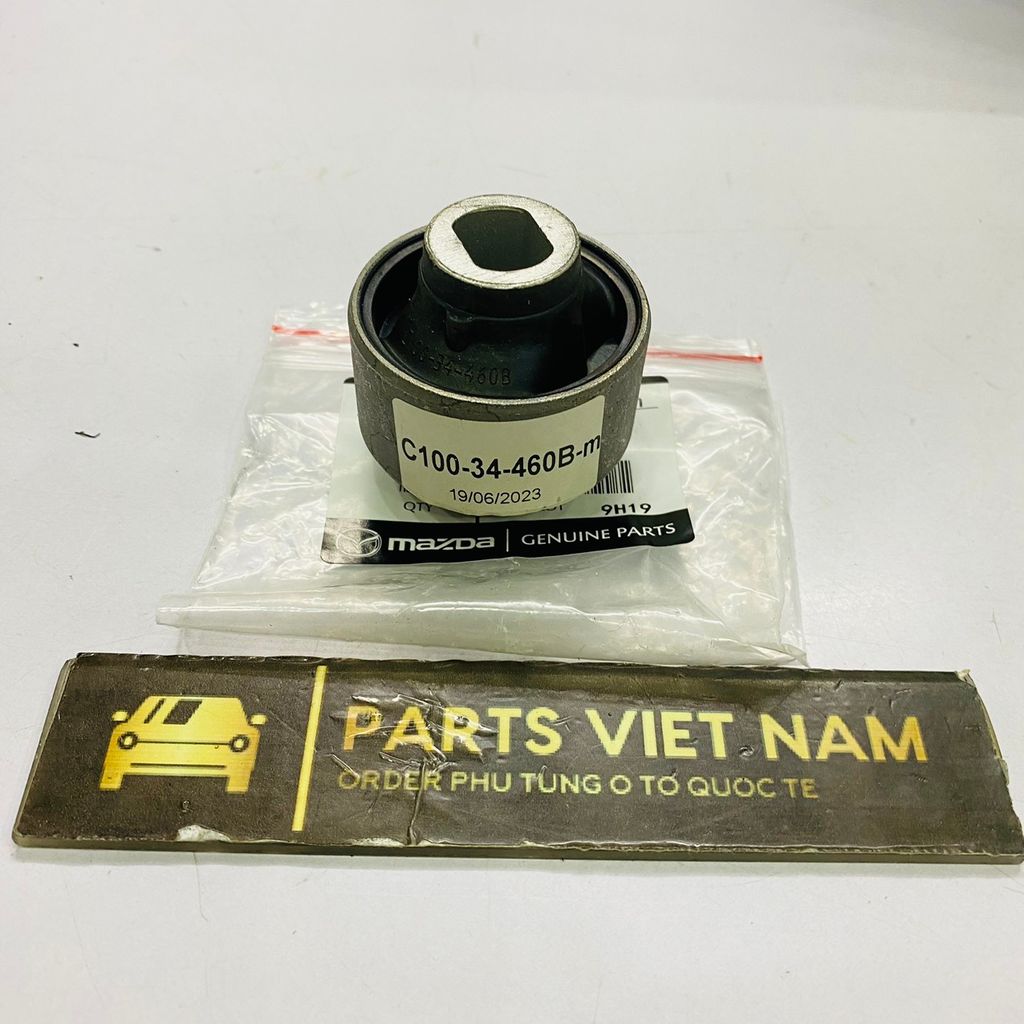 34-460B
C100-34-460B-m
19/06/2023
QTY
9H19
mazda GENUINE PARTS
PARTS VIET NAM
ORDER PHU TUNG O TO QUOC TE